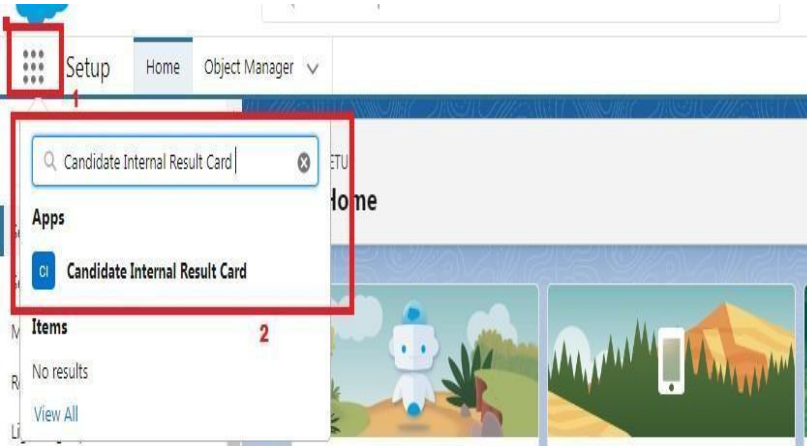 Setup
Home
Object Manager
1
Candidate Internal Result Card
ETU
Home
Apps
CI
Candidate Internal Result Card
Items
2
No results
View All